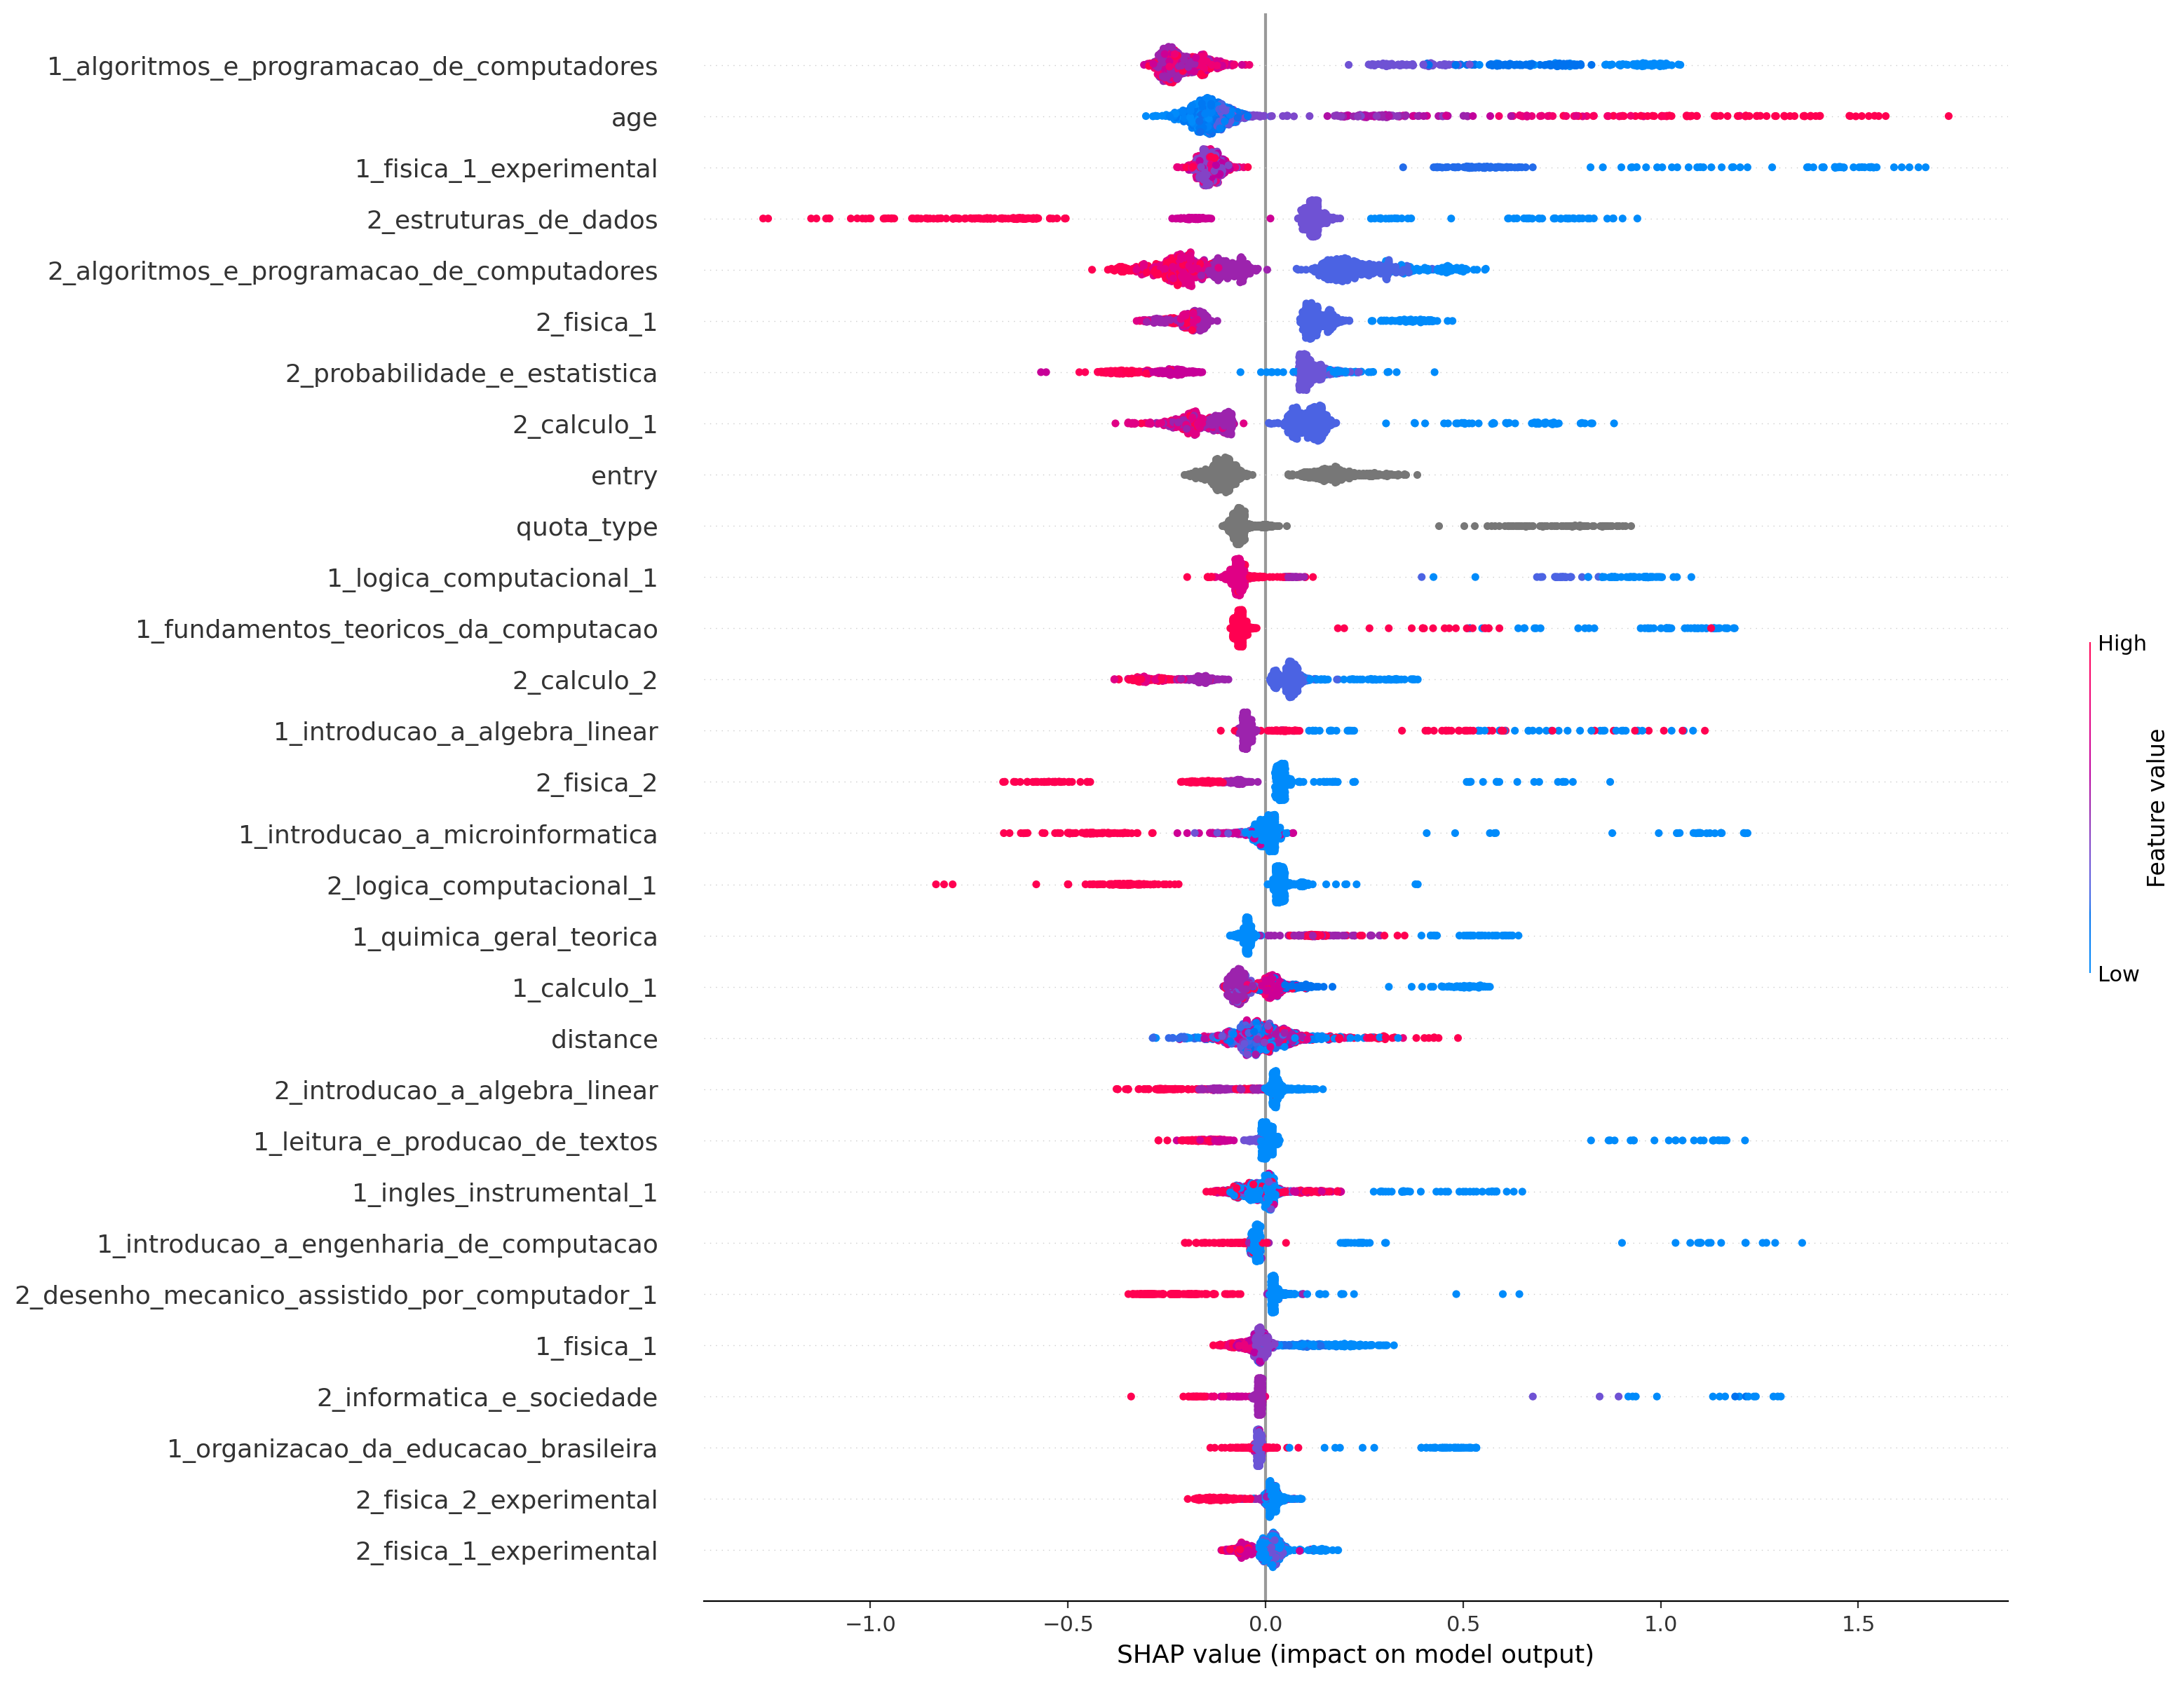 1_algoritmos_e_programacao_de_computadores
age
1_fisica_1_experimental
2_estruturas_de_dados
2_algoritmos_e_programacao_de_computadores
2_fisica_1
2_probabilidade_e_estatistica
2_calculo_1
entry
quota_type
1_logica_computacional_1
1_fundamentos_teoricos_da_computacao
High
2_calculo_2
1_introducao_a_algebra_linear
2_fisica_2
Feature value
1_introducao_a_microinformatica
2_logica_computacional_1
1_quimica_geral_teorica
Low
1_calculo_1
distance
2_introducao_a_algebra_linear
1_leitura_e_producao_de_textos
1_ingles_instrumental_1
1_introducao_a_engenharia_de_computacao
2_desenho_mecanico_assistido_por_computador_1
1_fisica_1
2_informatica_e_sociedade
1_organizacao_da_educacao_brasileira
2_fisica_2_experimental
2_fisica_1_experimental
−1.0 −0.5 0.0 0.5 1.0 1.5
SHAP value (impact on model output)